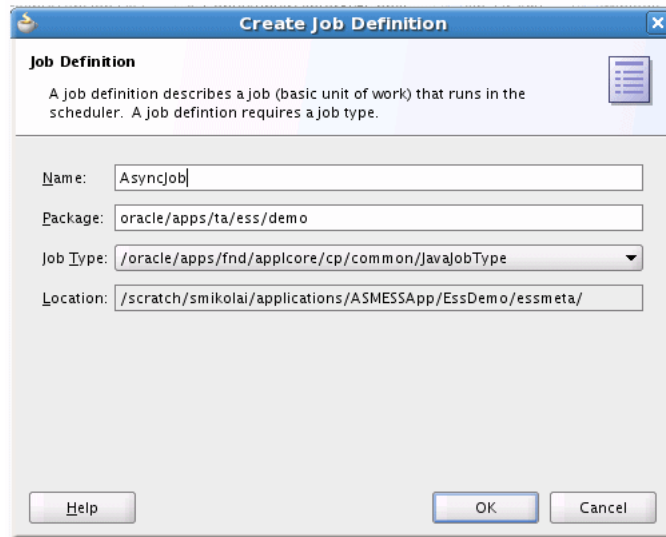 Create Job Definition
Job Definition
A job definition describes a job (basic unit of work) that runs in the
scheduler. A job defintion requires a job type.
Name: AsyncJob
Package: oracle/apps/ta/ess/demo
Job Type: /oracle/apps/fnd/applcore/cp/common/JavaJobType
Location: /scratch/smikolai/applications/ASMESSApp/EssDemo/essmeta/
Help OK Cancel